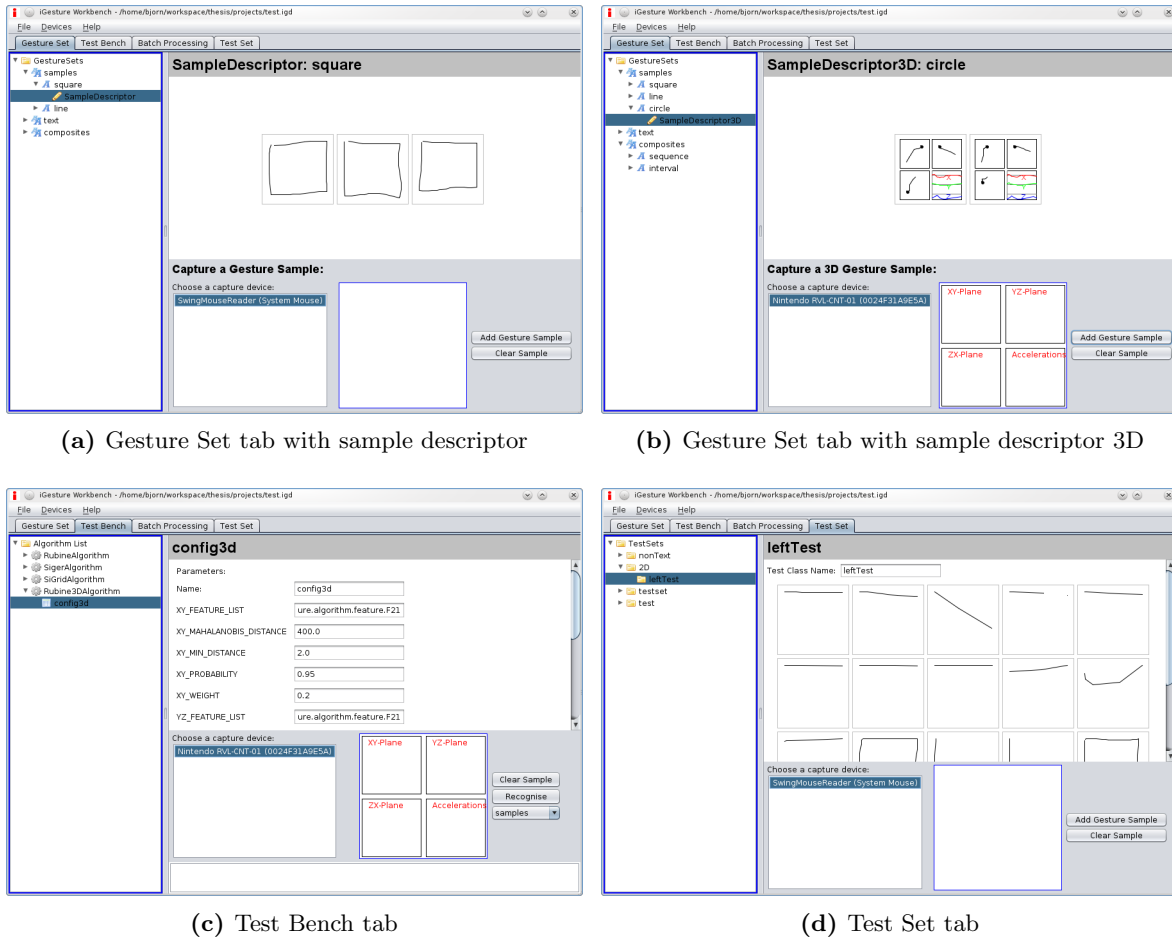 iGesture Workbench - /home/bjorn/workspace/thesis/projects/test.igd
File Devices Help
Gesture Set Test Bench Batch Processing Test Set
GestureSets
samples
square
SampleDescriptor
line
text
composites
SampleDescriptor: square
Capture a Gesture Sample:
Choose a capture device:
SwingMouseReader (System Mouse)
Add Gesture Sample
Clear Sample
(a) Gesture Set tab with sample descriptor
iGesture Workbench - /home/bjorn/workspace/thesis/projects/test.igd
File Devices Help
Gesture Set Test Bench Batch Processing Test Set
GestureSets
samples
square
line
circle
SampleDescriptor3D
text
composites
sequence
interval
SampleDescriptor3D: circle
X
Y
Z
X
Y
Z
Capture a 3D Gesture Sample:
Choose a capture device:
Nintendo RVL-CNT-01 (0024F31A9E5A)
XY-Plane YZ-Plane
ZX-Plane Accelerations
Add Gesture Sample
Clear Sample
(b) Gesture Set tab with sample descriptor 3D
iGesture Workbench - /home/bjorn/workspace/thesis/projects/test.igd
File Devices Help
Gesture Set Test Bench Batch Processing Test Set
Algorithm List
RubineAlgorithm
SigerAlgorithm
SiGridAlgorithm
Rubine3DAlgorithm
config3d
config3d
Parameters:
Name: config3d
XY_FEATURE_LIST ure.algorithm.feature.F21
XY_MAHALANOBIS_DISTANCE 400.0
XY_MIN_DISTANCE 2.0
XY_PROBABILITY 0.95
XY_WEIGHT 0.2
YZ_FEATURE_LIST ure.algorithm.feature.F21
Choose a capture device:
Nintendo RVL-CNT-01 (0024F31A9E5A)
XY-Plane YZ-Plane
ZX-Plane Accelerations
Clear Sample
Recognise
samples
(c) Test Bench tab
iGesture Workbench - /home/bjorn/workspace/thesis/projects/test.igd
File Devices Help
Gesture Set Test Bench Batch Processing Test Set
TestSets
nonText
2D
leftTest
testset
test
leftTest
Test Class Name: leftTest
Choose a capture device:
SwingMouseReader (System Mouse)
Add Gesture Sample
Clear Sample
(d) Test Set tab